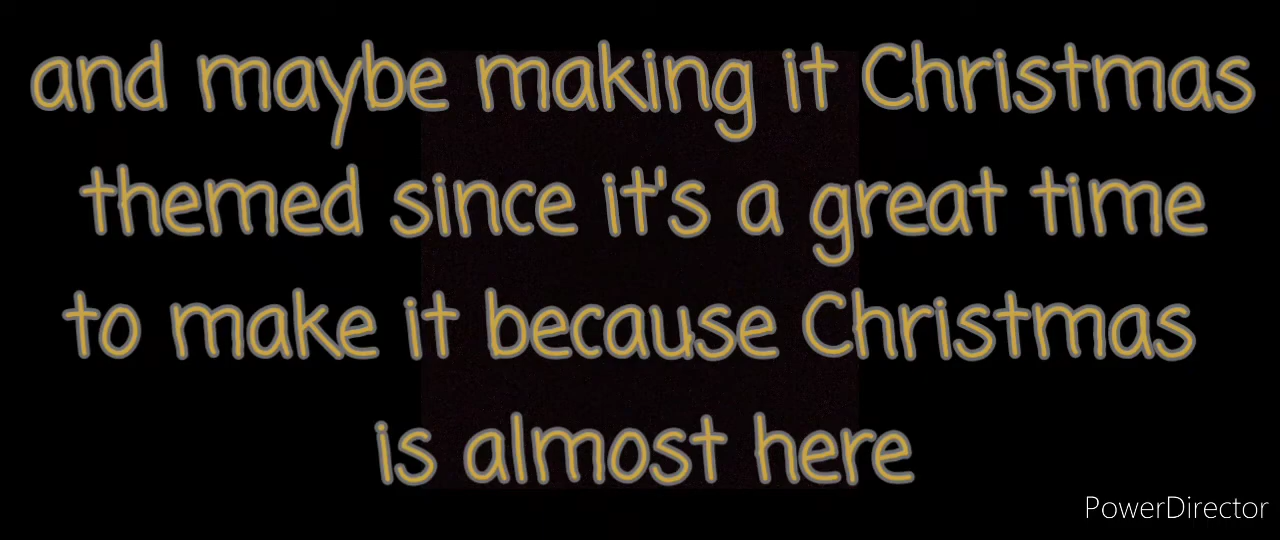 and maybe making it Christmas
themed since it's a great time
to make it because Christmas
is almost here
PowerDirector